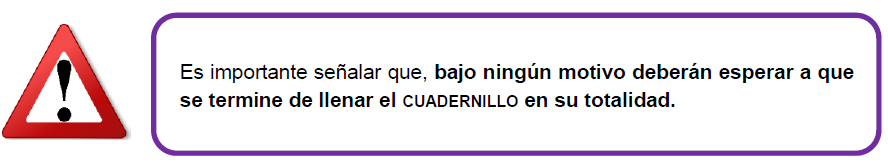 Es importante señalar que, bajo ningún motivo deberán esperar a que
se termine de llenar el CUADERNILLO en su totalidad.